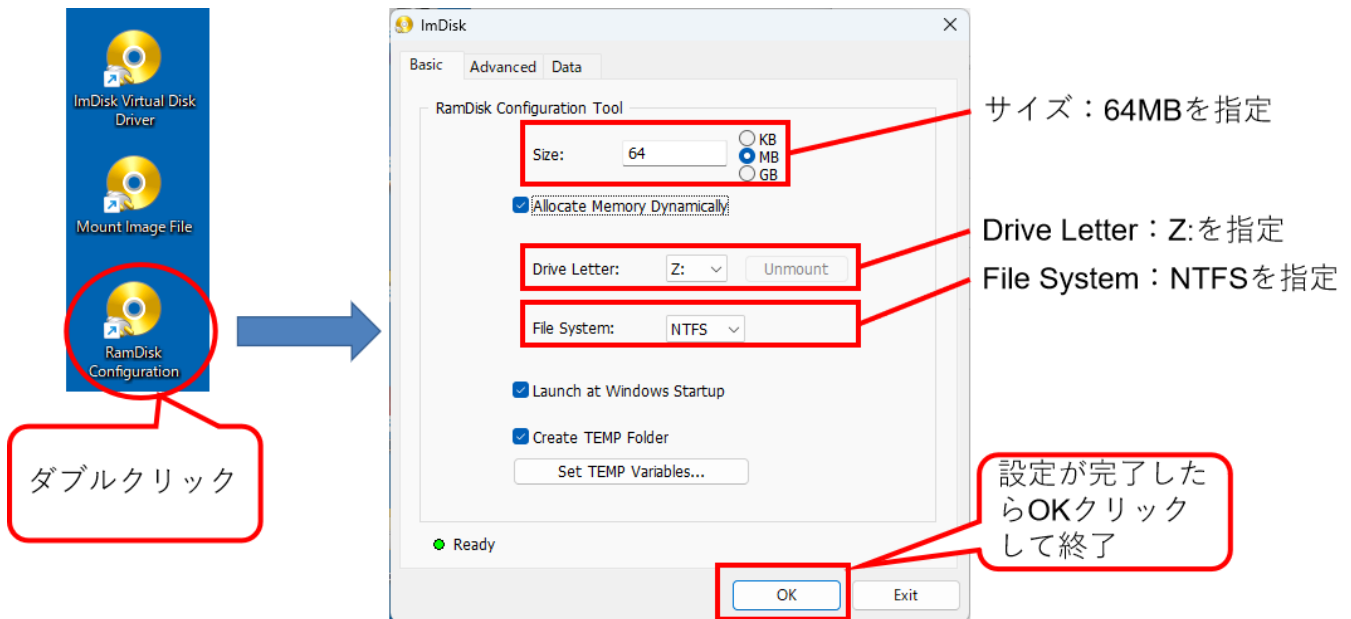 ImDisk Virtual Disk
Driver
Mount Image File
RamDisk
Configuration
ダブルクリック
ImDisk
Basic Advanced Data
RamDisk Configuration Tool
Size: 64
KB
MB
GB
Allocate Memory Dynamically
Drive Letter: Z: Unmount
File System: NTFS
Launch at Windows Startup
Create TEMP Folder
Set TEMP Variables...
Ready
OK Exit
サイズ：64MBを指定
Drive Letter：Z:を指定
File System：NTFSを指定
設定が完了した
らOKクリック
して終了